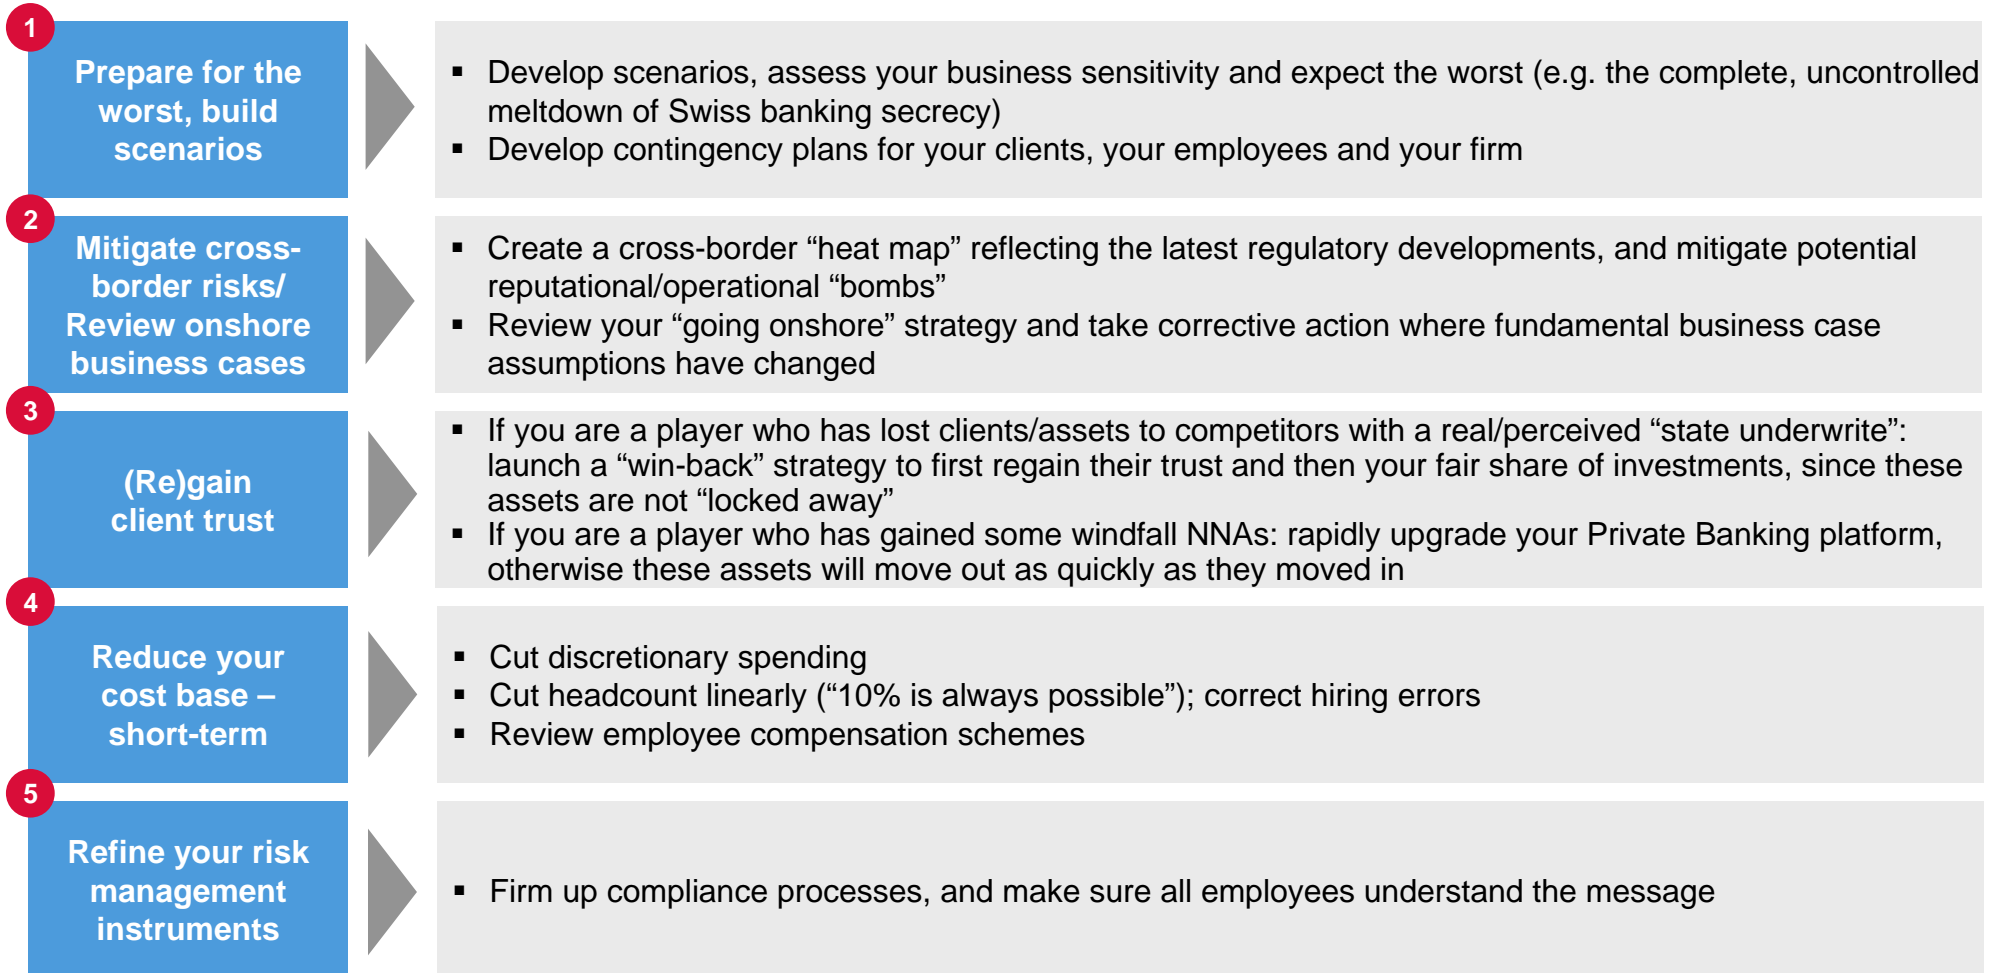 1
Prepare for the
worst, build
scenarios
▪ Develop scenarios, assess your business sensitivity and expect the worst (e.g. the complete, uncontrolled
meltdown of Swiss banking secrecy)
▪ Develop contingency plans for your clients, your employees and your firm
2
Mitigate cross-
border risks/
Review onshore
business cases
▪ Create a cross-border “heat map” reflecting the latest regulatory developments, and mitigate potential
reputational/operational “bombs”
▪ Review your “going onshore” strategy and take corrective action where fundamental business case
assumptions have changed
3
(Re)gain
client trust
▪ If you are a player who has lost clients/assets to competitors with a real/perceived “state underwrite”:
launch a “win-back” strategy to first regain their trust and then your fair share of investments, since these
assets are not “locked away”
▪ If you are a player who has gained some windfall NNAs: rapidly upgrade your Private Banking platform,
otherwise these assets will move out as quickly as they moved in
4
Reduce your
cost base –
short-term
▪ Cut discretionary spending
▪ Cut headcount linearly (“10% is always possible”); correct hiring errors
▪ Review employee compensation schemes
5
Refine your risk
management
instruments
▪ Firm up compliance processes, and make sure all employees understand the message